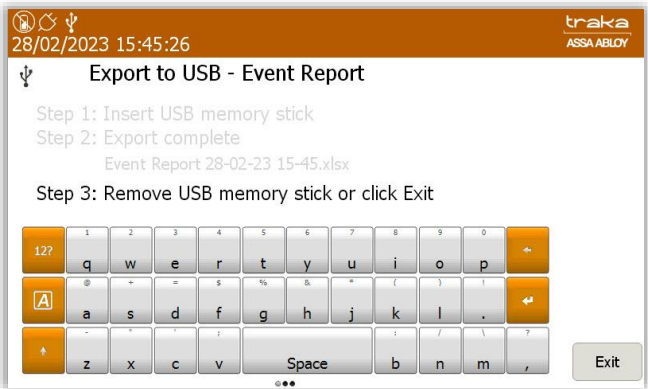 traka
28/02/2023 15:45:26
ASSA ABLOY
Export to USB - Event Report
Step 1: Insert USB memory stick
Step 2: Export complete
Event Report 28-02-23 15-45.xlsx
Step 3: Remove USB memory stick or click Exit
1 2 3 4 5 6 7 8 9 0
12? q w e r t y u i o p
@ + = $ % & * ( ) !
A a s d f g h j k l .
- " ' ; : / \ ?
z x c v Space b n m ,
Exit